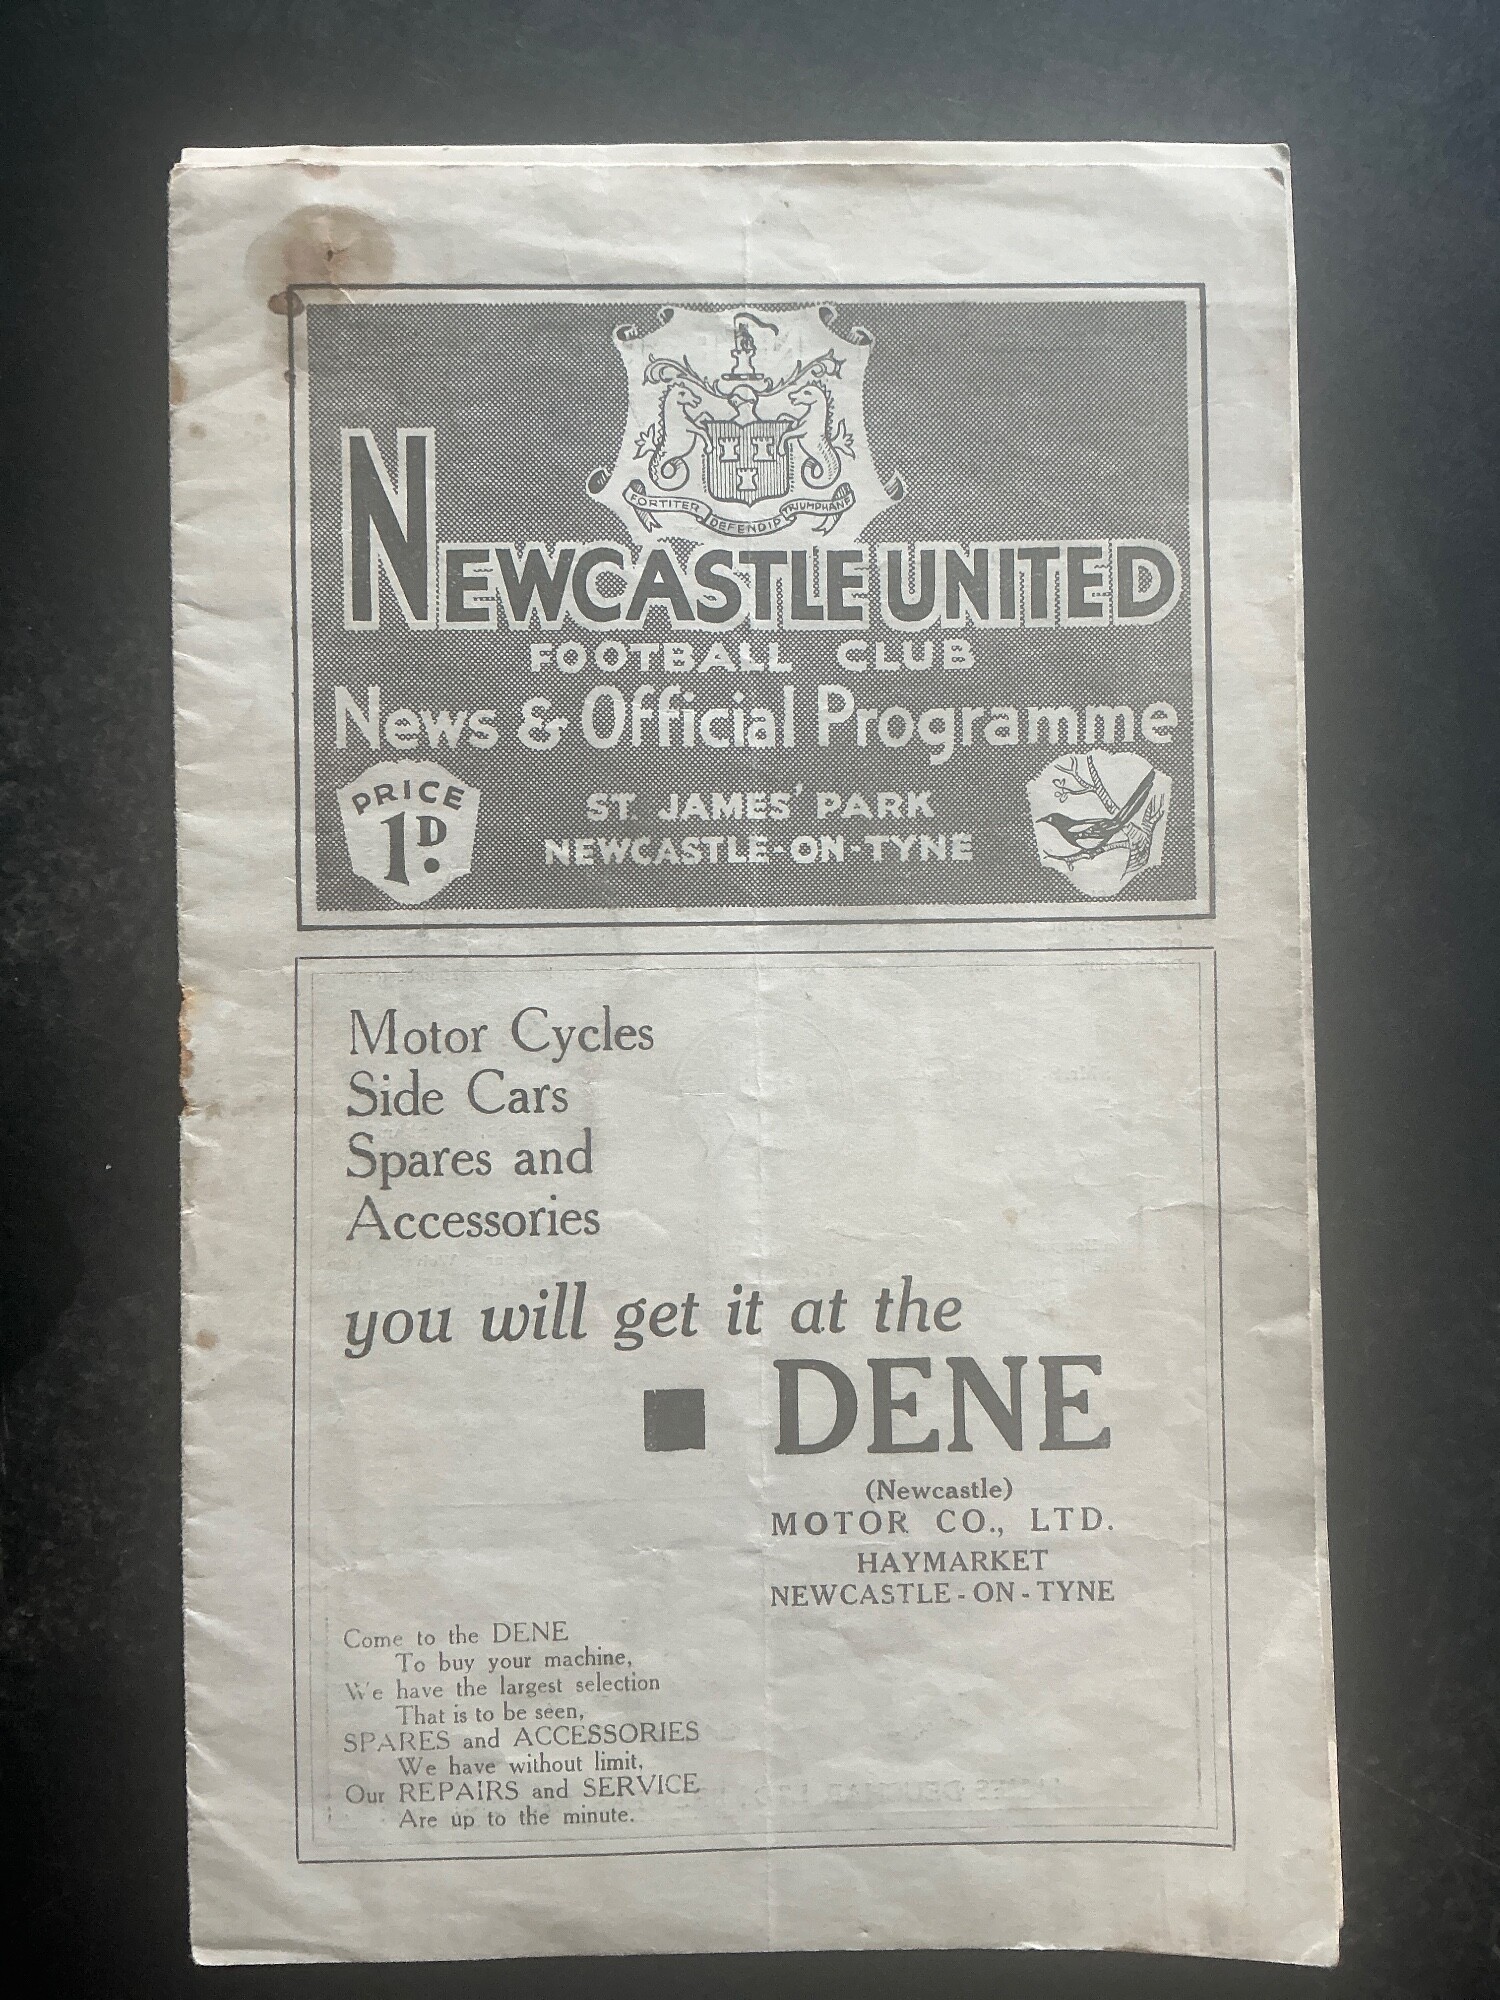 FORTITER DEFENDIT TRIUMPHANS
NEWCASTLE UNITED
FOOTBALL CLUB
News & Official Programme
PRICE
1D.
ST. JAMES' PARK
NEWCASTLE-ON-TYNE
Motor Cycles
Side Cars
Spares and
Accessories
you will get it at the
DENE
(Newcastle)
MOTOR CO., LTD.
HAYMARKET
NEWCASTLE-ON-TYNE
Come to the DENE
To buy your machine,
We have the largest selection
That is to be seen,
SPARES and ACCESSORIES
We have without limit,
Our REPAIRS and SERVICE
Are up to the minute.